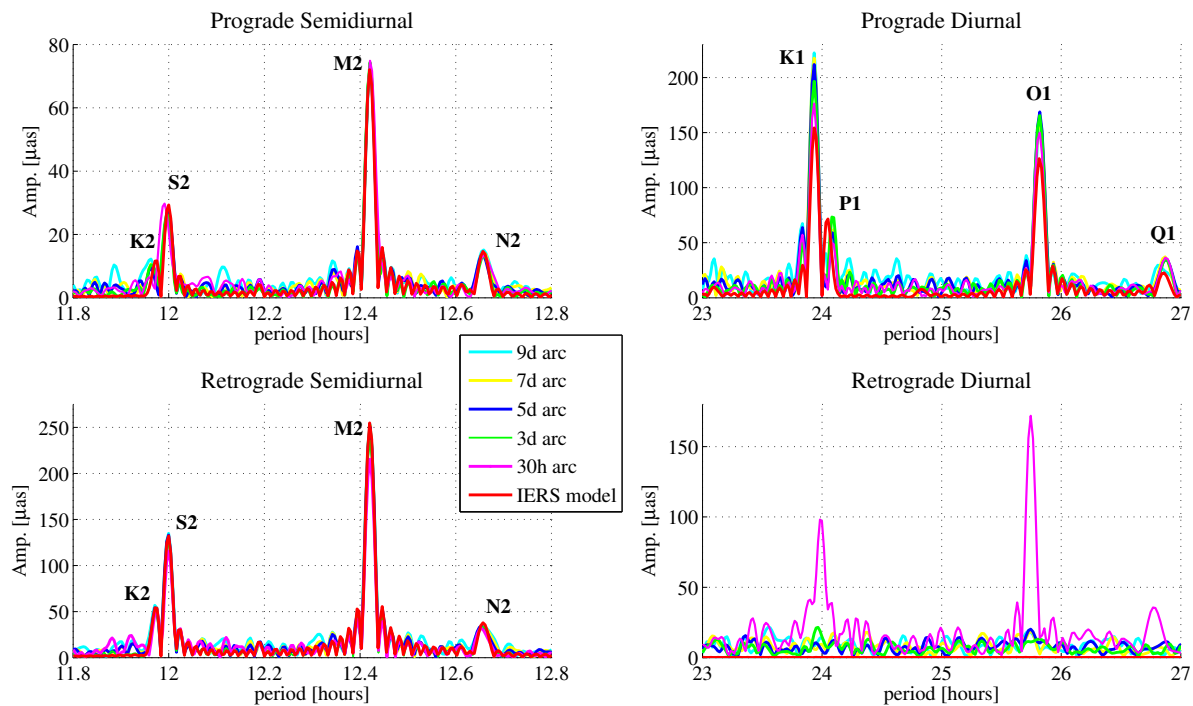 Prograde Semidiurnal
80
60
40
20
0
Amp. [μas]
K2
S2
M2
N2
11.8 12 12.2 12.4 12.6 12.8
period [hours]
Prograde Diurnal
200
150
100
50
0
Amp. [μas]
K1
P1
O1
Q1
23 24 25 26 27
period [hours]
9d arc
7d arc
5d arc
3d arc
30h arc
IERS model
Retrograde Semidiurnal
250
200
150
100
50
0
Amp. [μas]
K2
S2
M2
N2
11.8 12 12.2 12.4 12.6 12.8
period [hours]
Retrograde Diurnal
150
100
50
0
Amp. [μas]
23 24 25 26 27
period [hours]